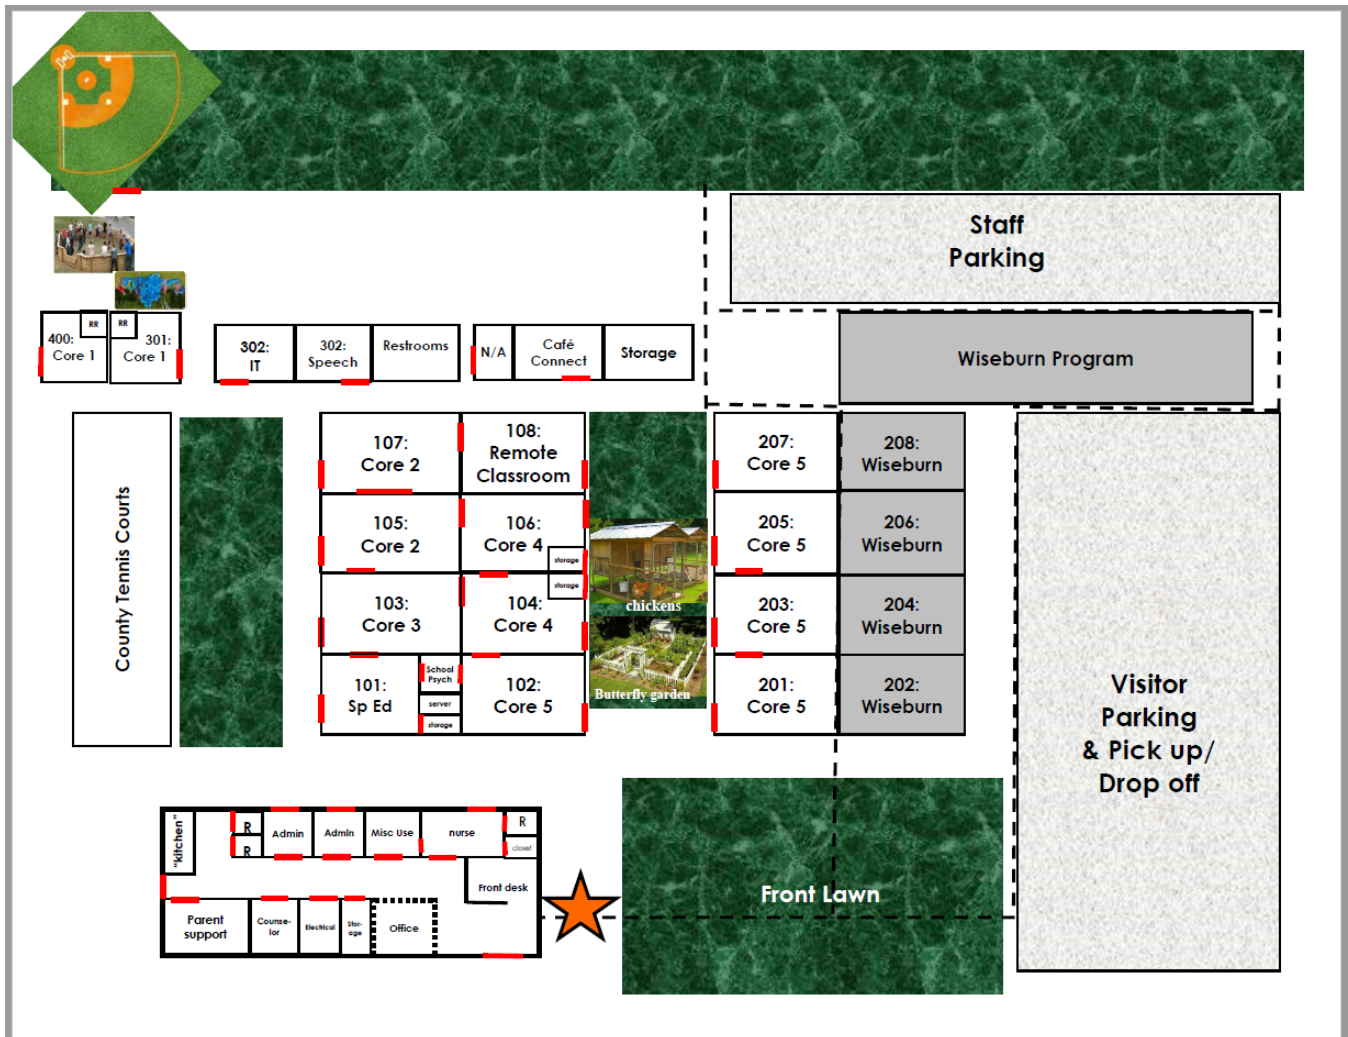 Staff
Parking
RR
RR
400:
Core 1
301:
Core 1
302:
IT
302:
Speech
Restrooms
N/A
Café
Connect
Storage
Wiseburn Program
County Tennis Courts
107:
Core 2
108:
Remote
Classroom
105:
Core 2
106:
Core 4
storage
storage
103:
Core 3
104:
Core 4
101:
Sp Ed
School
Psych
server
storage
102:
Core 5
chickens
Butterfly garden
207:
Core 5
208:
Wiseburn
205:
Core 5
206:
Wiseburn
203:
Core 5
204:
Wiseburn
201:
Core 5
202:
Wiseburn
Visitor
Parking
& Pick up/
Drop off
"kitchen"
R
R
Admin
Admin
Misc Use
nurse
R
closet
Front desk
Parent
support
Counse-
lor
Electrical
Stor-
age
Office
Front Lawn